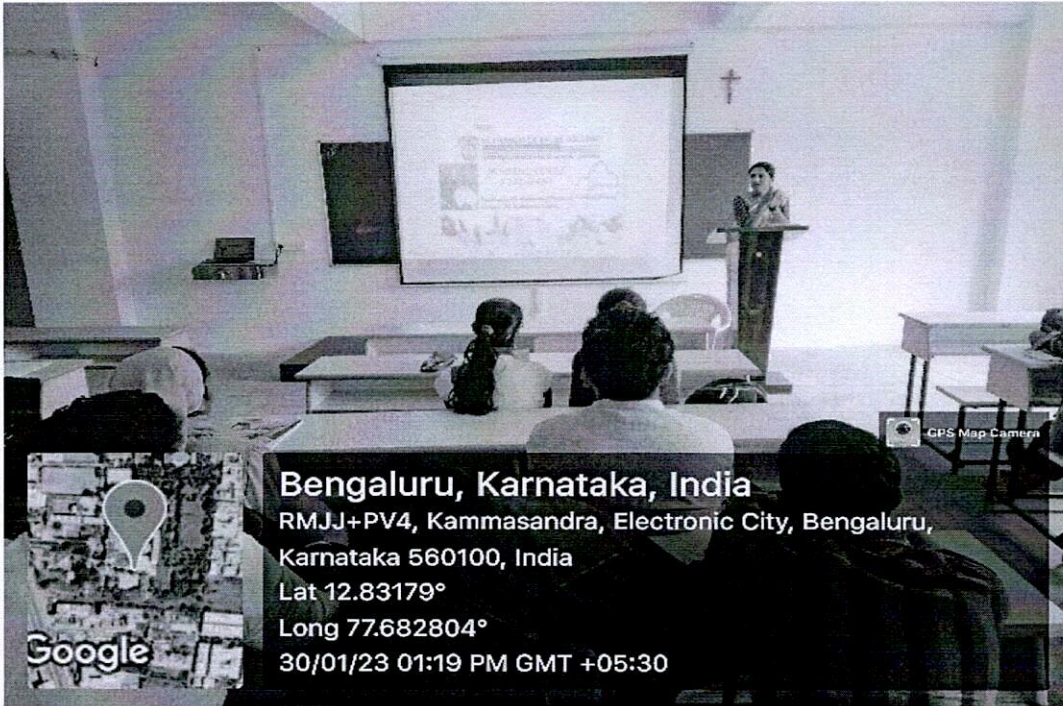 GPS Map Camera
Bengaluru, Karnataka, India
RMJJ+PV4, Kammasandra, Electronic City, Bengaluru,
Karnataka 560100, India
Lat 12.83179°
Long 77.682804°
30/01/23 01:19 PM GMT +05:30
Google